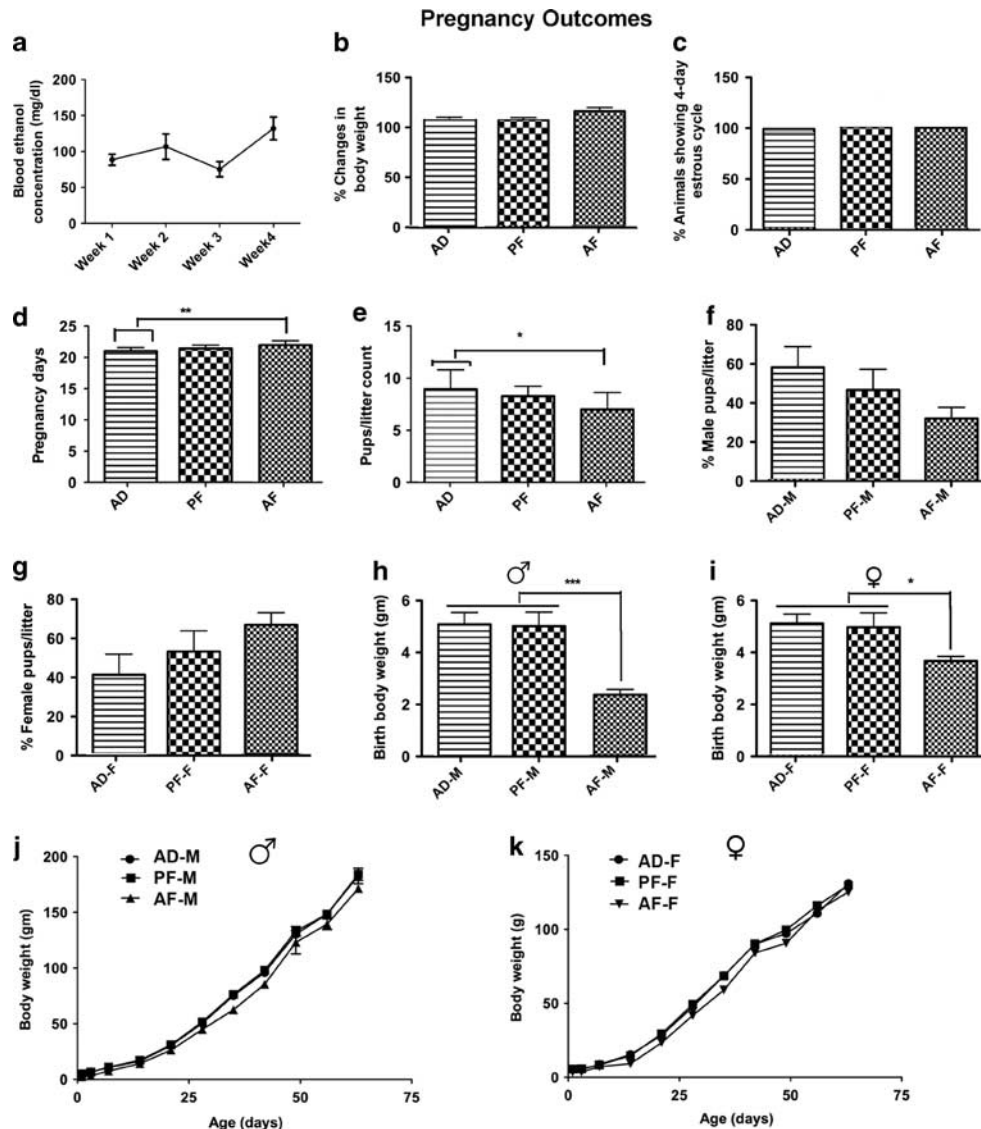 Pregnancy Outcomes
a
Blood ethanol
concentration (mg/dl)
200
150
100
50
0
Week 1
Week 2
Week 3
Week4
b
% Changes in
body weight
150
100
50
0
AD
PF
AF
c
% Animals showing 4-day
estrous cycle
150
100
50
0
AD
PF
AF
d
Pregnancy days
25
20
15
10
5
0
**
AD
PF
AF
e
Pups/litter count
15
10
5
0
*
AD
PF
AF
f
% Male pups/litter
80
60
40
20
0
AD-M
PF-M
AF-M
g
% Female pups/litter
80
60
40
20
0
AD-F
PF-F
AF-F
h
♂
Birth body weight (gm)
6
4
2
0
***
AD-M
PF-M
AF-M
i
♀
Birth body weight (gm)
6
4
2
0
*
AD-F
PF-F
AF-F
j
♂
AD-M
PF-M
AF-M
Body weight (gm)
200
150
100
50
0
0
25
50
75
Age (days)
k
♀
AD-F
PF-F
AF-F
Body weight (g)
150
100
50
0
0
25
50
75
Age (days)